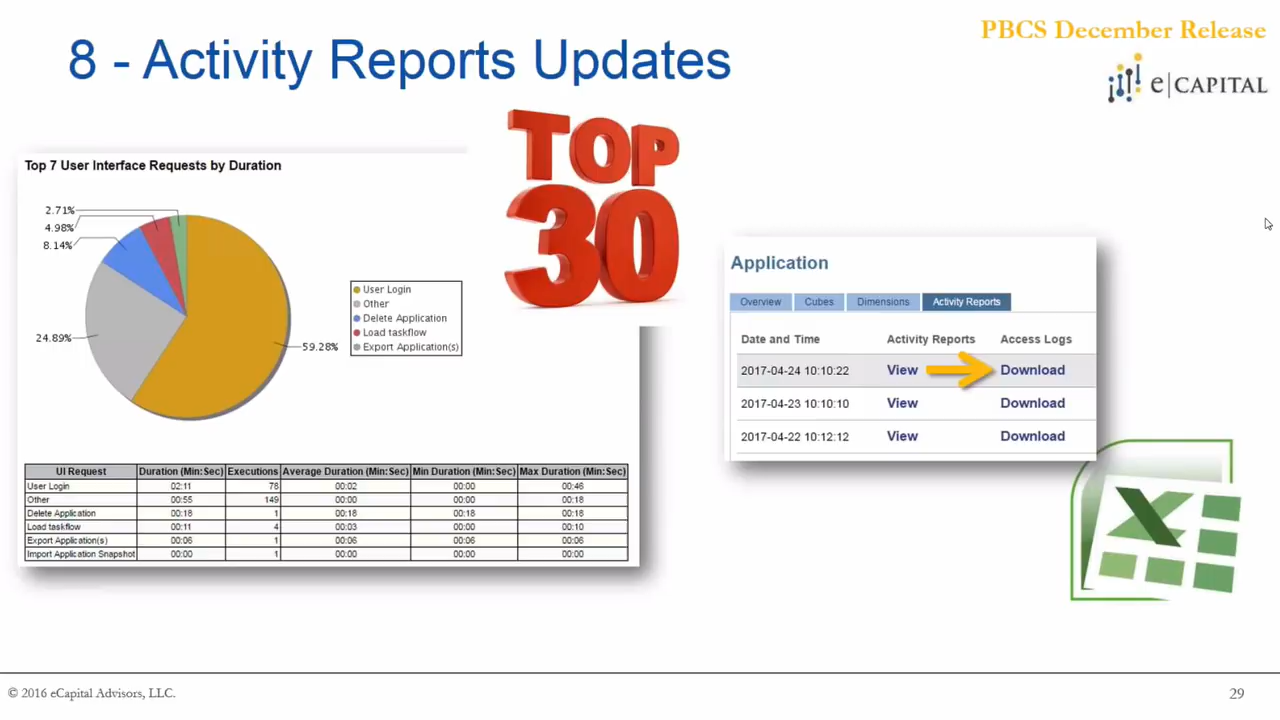 PBCS December Release
8 - Activity Reports Updates
e|CAPITAL
TOP
30
Top 7 User Interface Requests by Duration
2.71%
4.98%
8.14%
24.89%
59.28%
User Login
Other
Delete Application
Load taskflow
Export Application(s)
UI Request Duration (Min:Sec) Executions Average Duration (Min:Sec) Min Duration (Min:Sec) Max Duration (Min:Sec)
User Login 02:11 78 00:02 00:00 00:46
Other 00:55 149 00:00 00:00 00:18
Delete Application 00:18 1 00:18 00:18 00:18
Load taskflow 00:11 4 00:03 00:00 00:10
Export Application(s) 00:06 1 00:06 00:06 00:06
Import Application Snapshot 00:00 1 00:00 00:00 00:00
Application
Overview Cubes Dimensions Activity Reports
Date and Time Activity Reports Access Logs
2017-04-24 10:10:22 View Download
2017-04-23 10:10:10 View Download
2017-04-22 10:12:12 View Download
© 2016 eCapital Advisors, LLC.
29